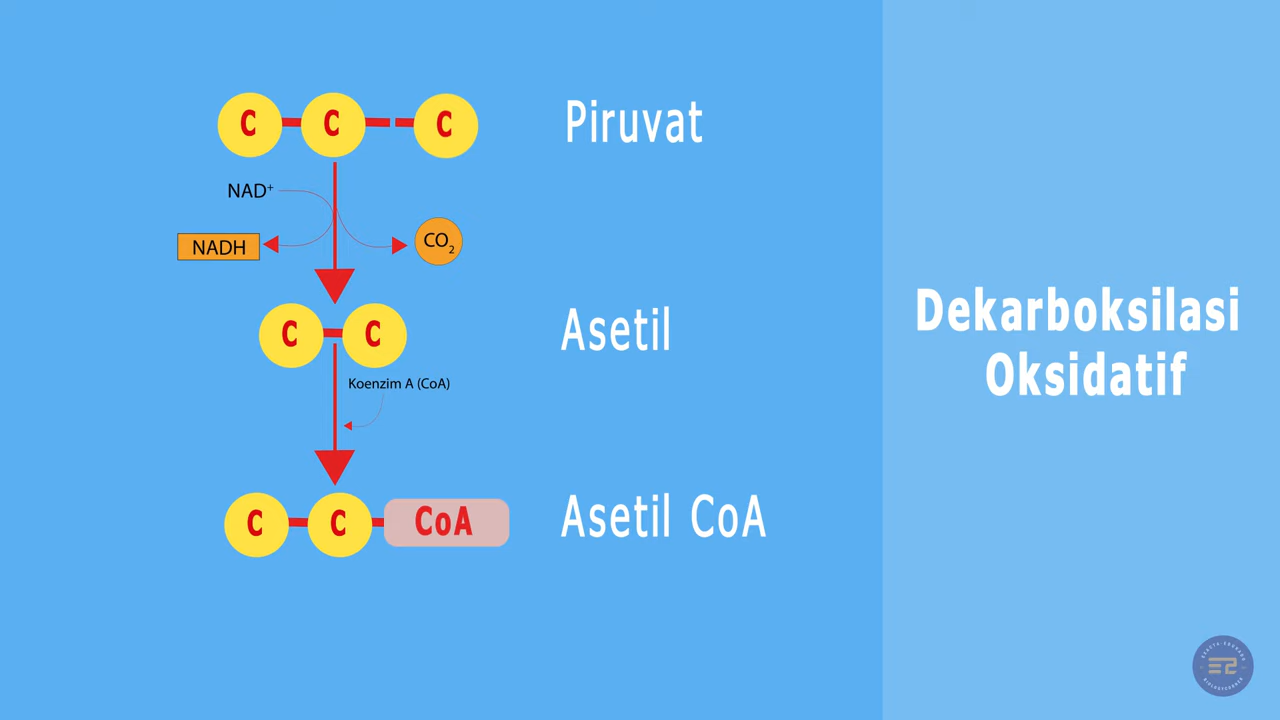 C C C
Piruvat
NAD⁺
NADH
CO₂
C C
Asetil
Koenzim A (CoA)
C C CoA
Asetil CoA
Dekarboksilasi
Oksidatif